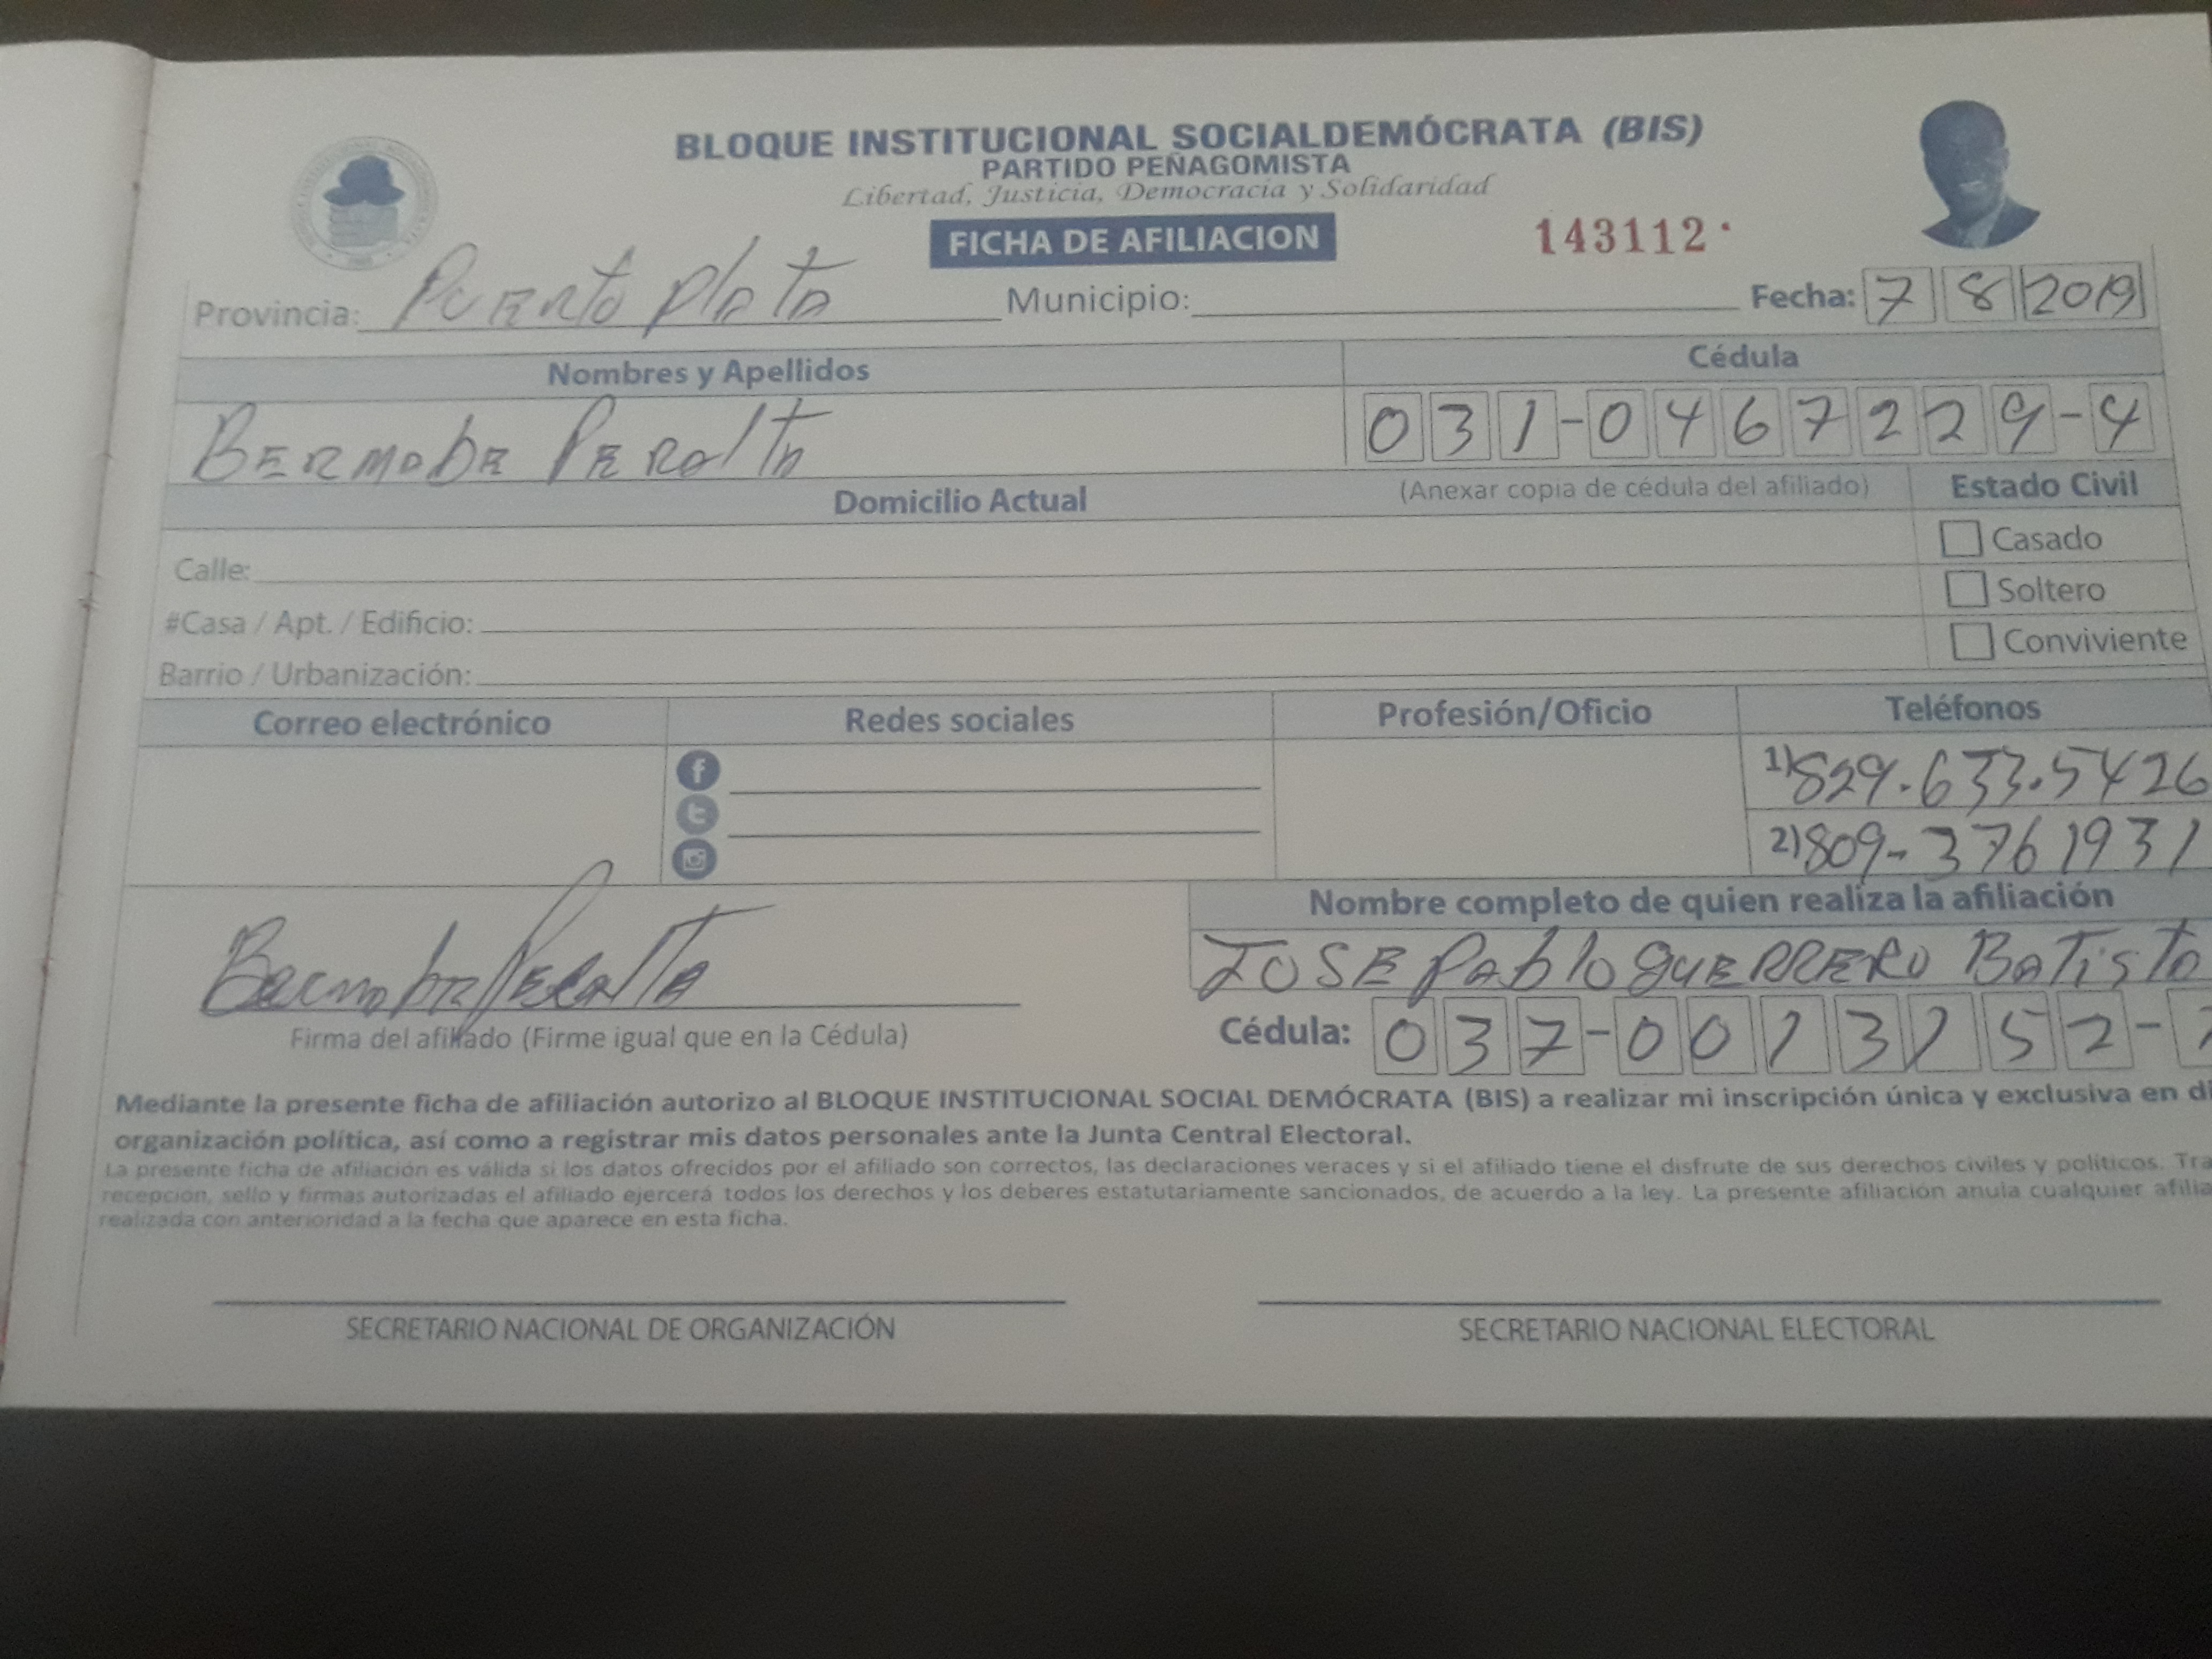 BLOQUE INSTITUCIONAL SOCIALDEMÓCRATA (BIS)
PARTIDO PEÑAGOMISTA
Libertad, Justicia, Democracia y Solidaridad
FICHA DE AFILIACION
143112
Provincia: Puerto Plata Municipio: Fecha: 7 8 2019
Nombres y Apellidos Cédula
Bermabe Peralta 031-0467229-4
Domicilio Actual (Anexar copia de cédula del afiliado) Estado Civil
Casado
Calle:
Soltero
#Casa / Apt. / Edificio:
Conviviente
Barrio / Urbanización:
Correo electrónico Redes sociales Profesión/Oficio Teléfonos
1) 829.633.5426
2) 809-3761931
Nombre completo de quien realiza la afiliación
Bermabe Peralta JOSE Pablo GUERRERO Batista
Firma del afiliado (Firme igual que en la Cédula) Cédula: 037-0013152-
Mediante la presente ficha de afiliación autorizo al BLOQUE INSTITUCIONAL SOCIAL DEMÓCRATA (BIS) a realizar mi inscripción única y exclusiva en di
organización política, así como a registrar mis datos personales ante la Junta Central Electoral.
La presente ficha de afiliación es válida si los datos ofrecidos por el afiliado son correctos, las declaraciones veraces y si el afiliado tiene el disfrute de sus derechos civiles y políticos. Tra
recepción, sello y firmas autorizadas el afiliado ejercerá todos los derechos y los deberes estatutariamente sancionados, de acuerdo a la ley. La presente afiliación anula cualquier afilia
realizada con anterioridad a la fecha que aparece en esta ficha.
SECRETARIO NACIONAL DE ORGANIZACIÓN SECRETARIO NACIONAL ELECTORAL